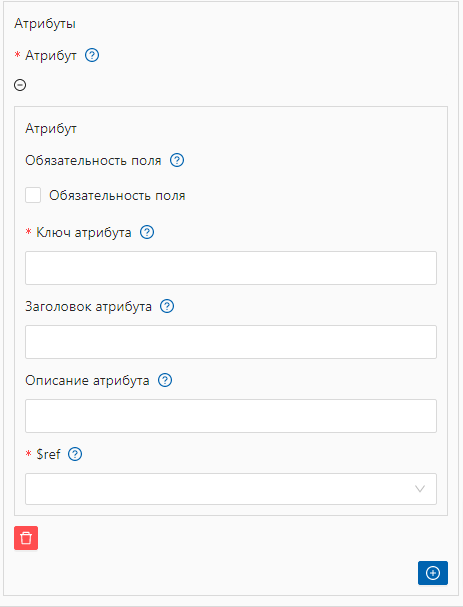 Атрибуты
* Атрибут
Атрибут
Обязательность поля
Обязательность поля
* Ключ атрибута
Заголовок атрибута
Описание атрибута
* $ref